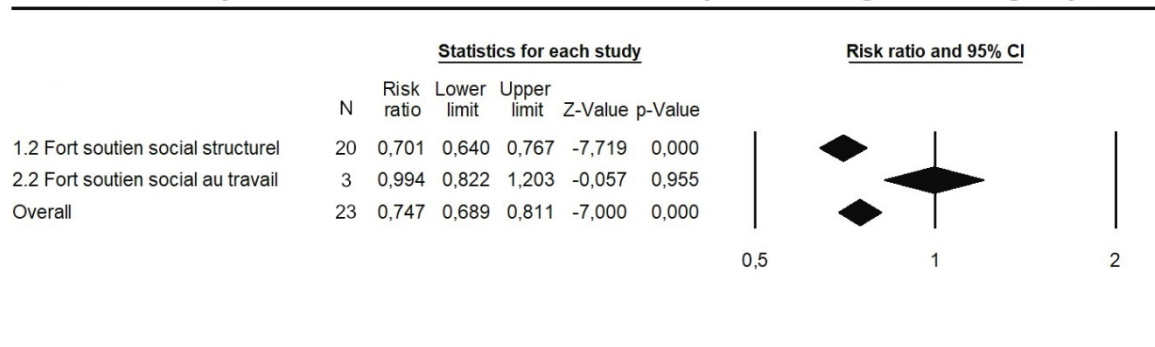 Statistics for each study Risk ratio and 95% CI
Risk Lower Upper
N ratio limit limit Z-Value p-Value
1.2 Fort soutien social structurel 20 0,701 0,640 0,767 -7,719 0,000
2.2 Fort soutien social au travail 3 0,994 0,822 1,203 -0,057 0,955
Overall 23 0,747 0,689 0,811 -7,000 0,000
0,5 1 2